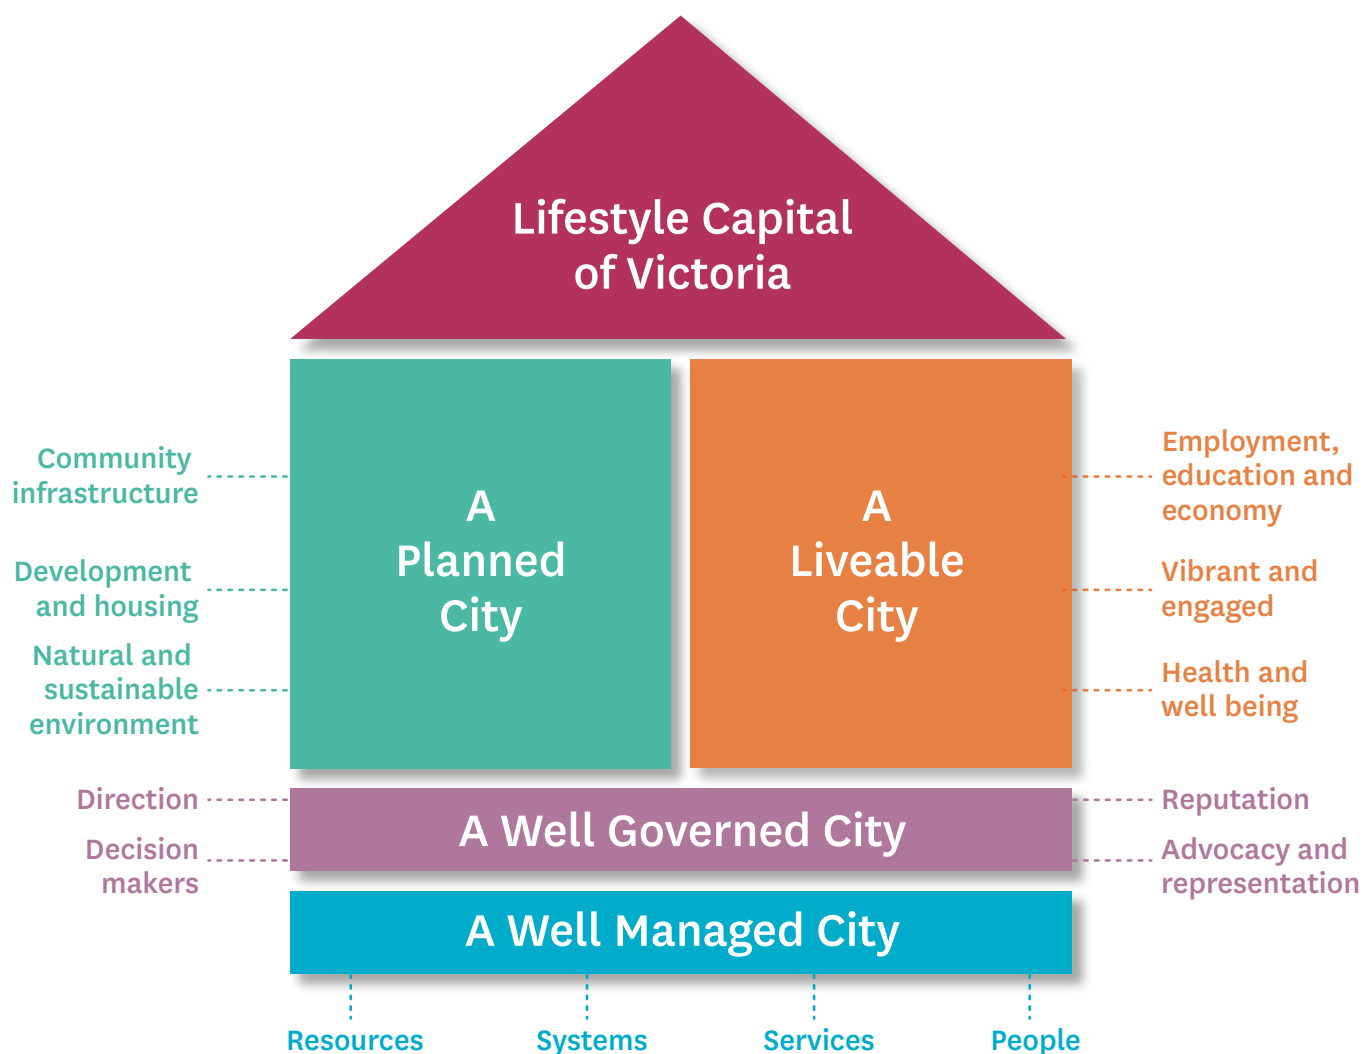 Lifestyle Capital
of Victoria
Community
infrastructure
Development
and housing
Natural and
sustainable
environment
A
Planned
City
A
Liveable
City
Employment,
education and
economy
Vibrant and
engaged
Health and
well being
Direction
Decision
makers
A Well Governed City
Reputation
Advocacy and
representation
A Well Managed City
Resources
Systems
Services
People